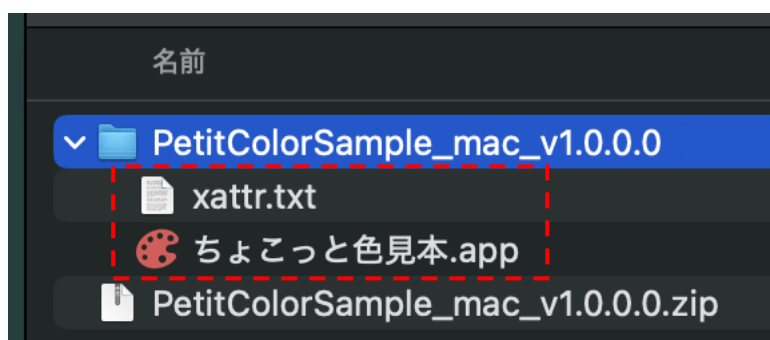 名前
PetitColorSample_mac_v1.0.0.0
xattr.txt
ちょこっと色見本.app
PetitColorSample_mac_v1.0.0.0.zip